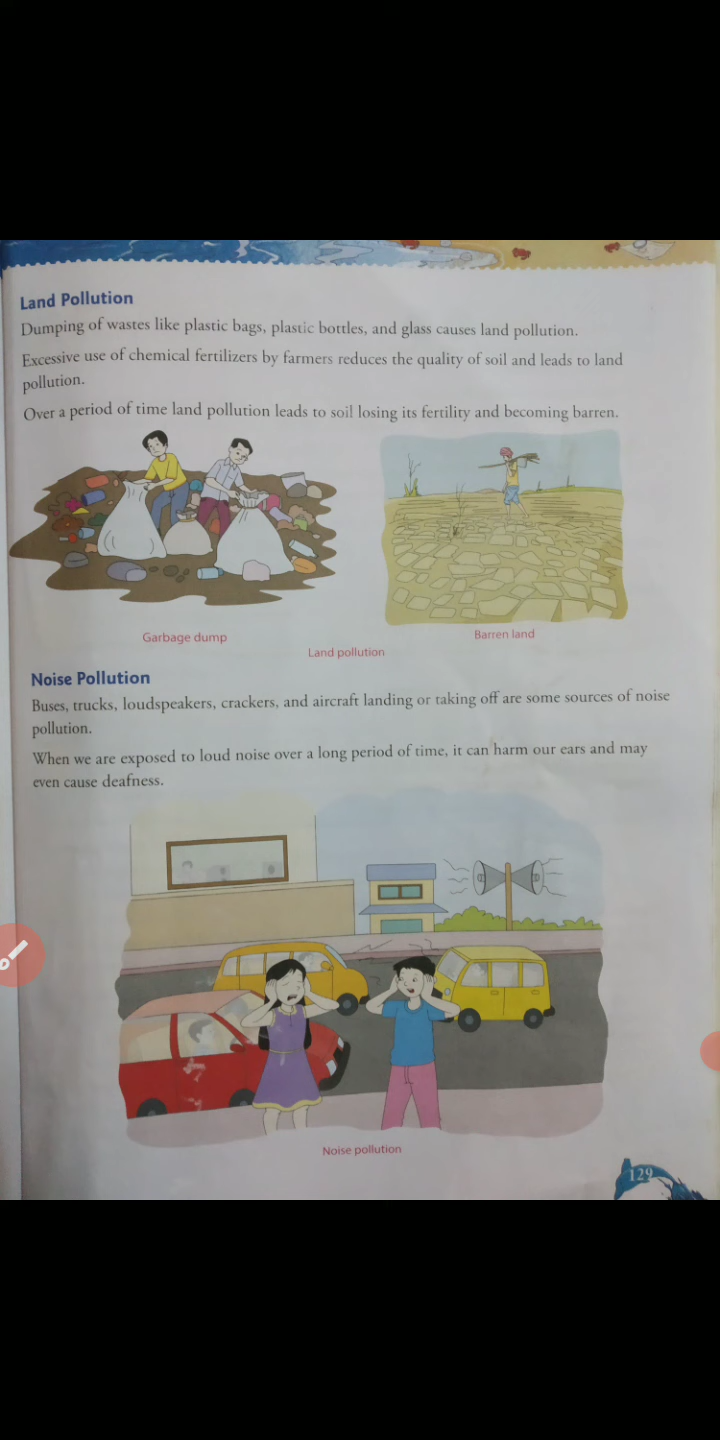 Land Pollution
Dumping of wastes like plastic bags, plastic bottles, and glass causes land pollution.
Excessive use of chemical fertilizers by farmers reduces the quality of soil and leads to land
pollution.
Over a period of time land pollution leads to soil losing its fertility and becoming barren.
Garbage dump
Barren land
Land pollution
Noise Pollution
Buses, trucks, loudspeakers, crackers, and aircraft landing or taking off are some sources of noise
pollution.
When we are exposed to loud noise over a long period of time, it can harm our ears and may
even cause deafness.
Noise pollution
129